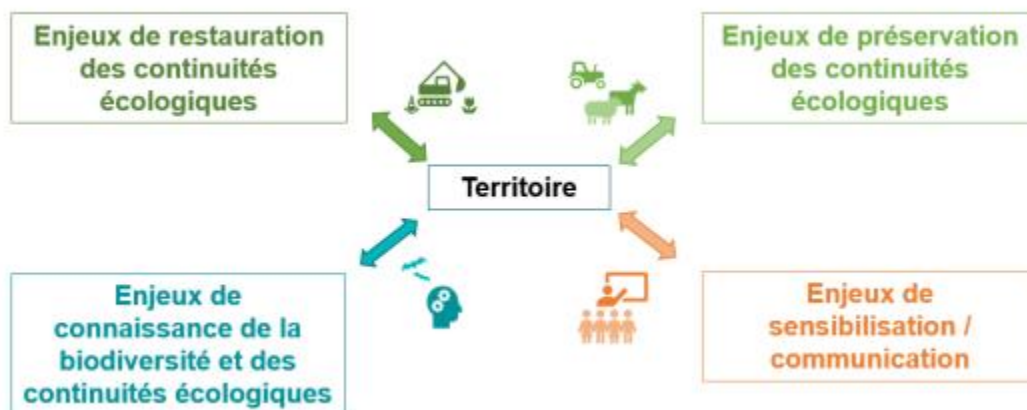 Enjeux de restauration
des continuités
écologiques
Enjeux de préservation
des continuités
écologiques
Territoire
Enjeux de
connaissance de la
biodiversité et des
continuités écologiques
Enjeux de
sensibilisation /
communication